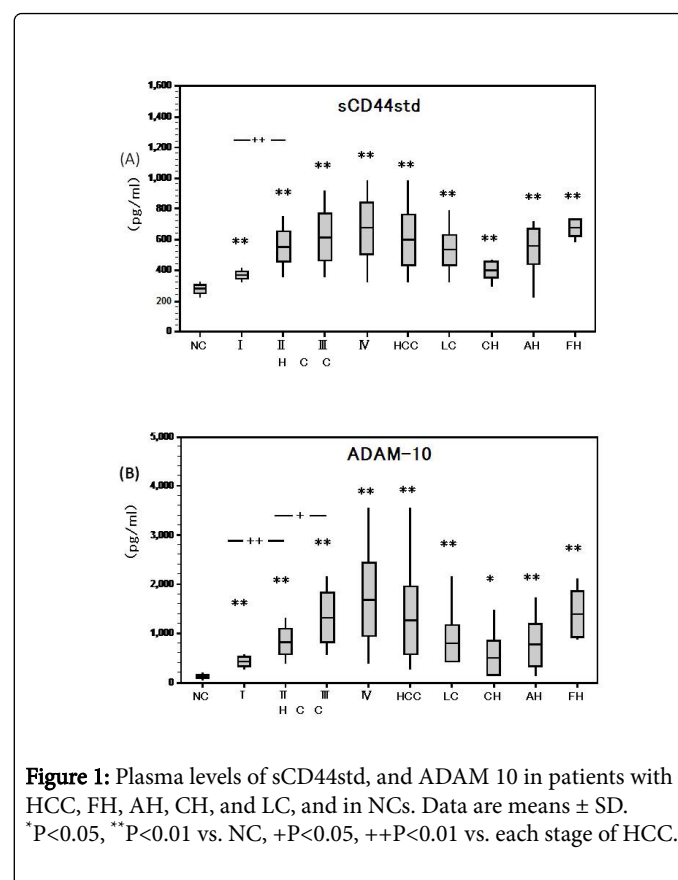 1,600
sCD44std
1,400
++
1,200
(A)
**
**
**
1,000
(pg/ml)
**
**
**
**
800
**
**
600
400
200
0
NC I II III IV HCC LC CH AH FH
H C C
5,000
ADAM-10
(B)
4,000
** **
+
(pg/ml)
3,000
++
**
**
**
2,000
**
*
**
**
1,000
0
NC I II III IV HCC LC CH AH FH
H C C
Figure 1: Plasma levels of sCD44std, and ADAM 10 in patients with
HCC, FH, AH, CH, and LC, and in NCs. Data are means ± SD.
*P<0.05, **P<0.01 vs. NC, +P<0.05, ++P<0.01 vs. each stage of HCC.